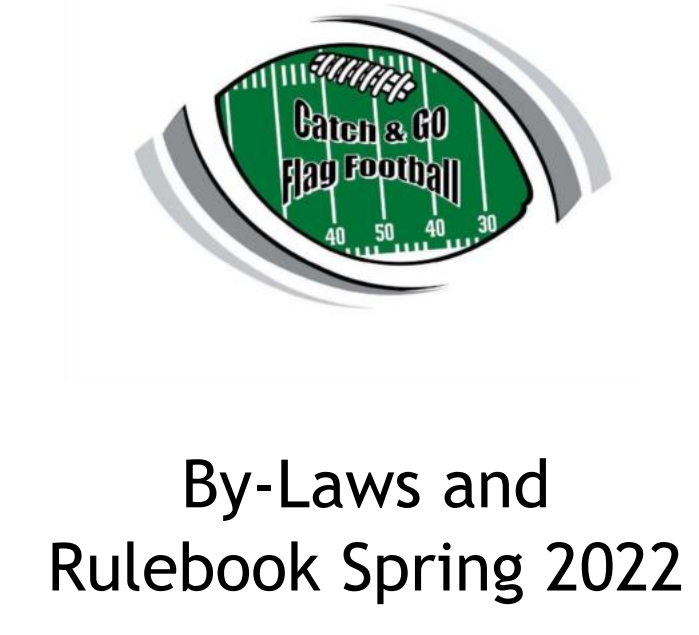 Catch & GO
Flag Football
40 50 40 30
By-Laws and
Rulebook Spring 2022